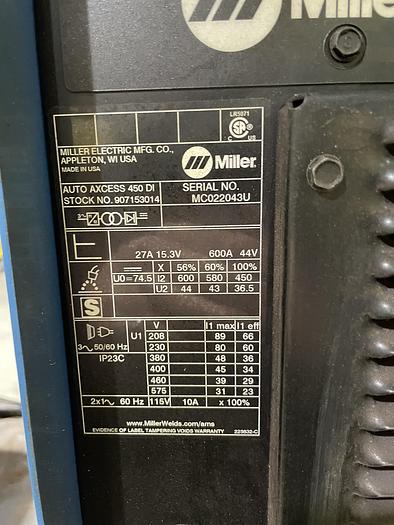 Miller
LR5071
C US
MILLER ELECTRIC MFG. CO.,
APPLETON, WI USA
MADE IN USA
Miller
AUTO AXCESS 450 DI
STOCK NO. 907153014
SERIAL NO.
MC022043U
27A 15.3V 600A 44V
X 56% 60% 100%
U0=74.5 I2 600 580 450
U2 44 43 36.5
S
V I1 max I1 eff
U1 208 89 66
3~ 50/60 Hz 230 80 60
IP23C 380 48 36
400 45 34
460 39 29
575 31 23
2x1~ 60 Hz 115V 10A x 100%
www.MillerWelds.com/ams
EVIDENCE OF LABEL TAMPERING VOIDS WARRANTY 225632-C